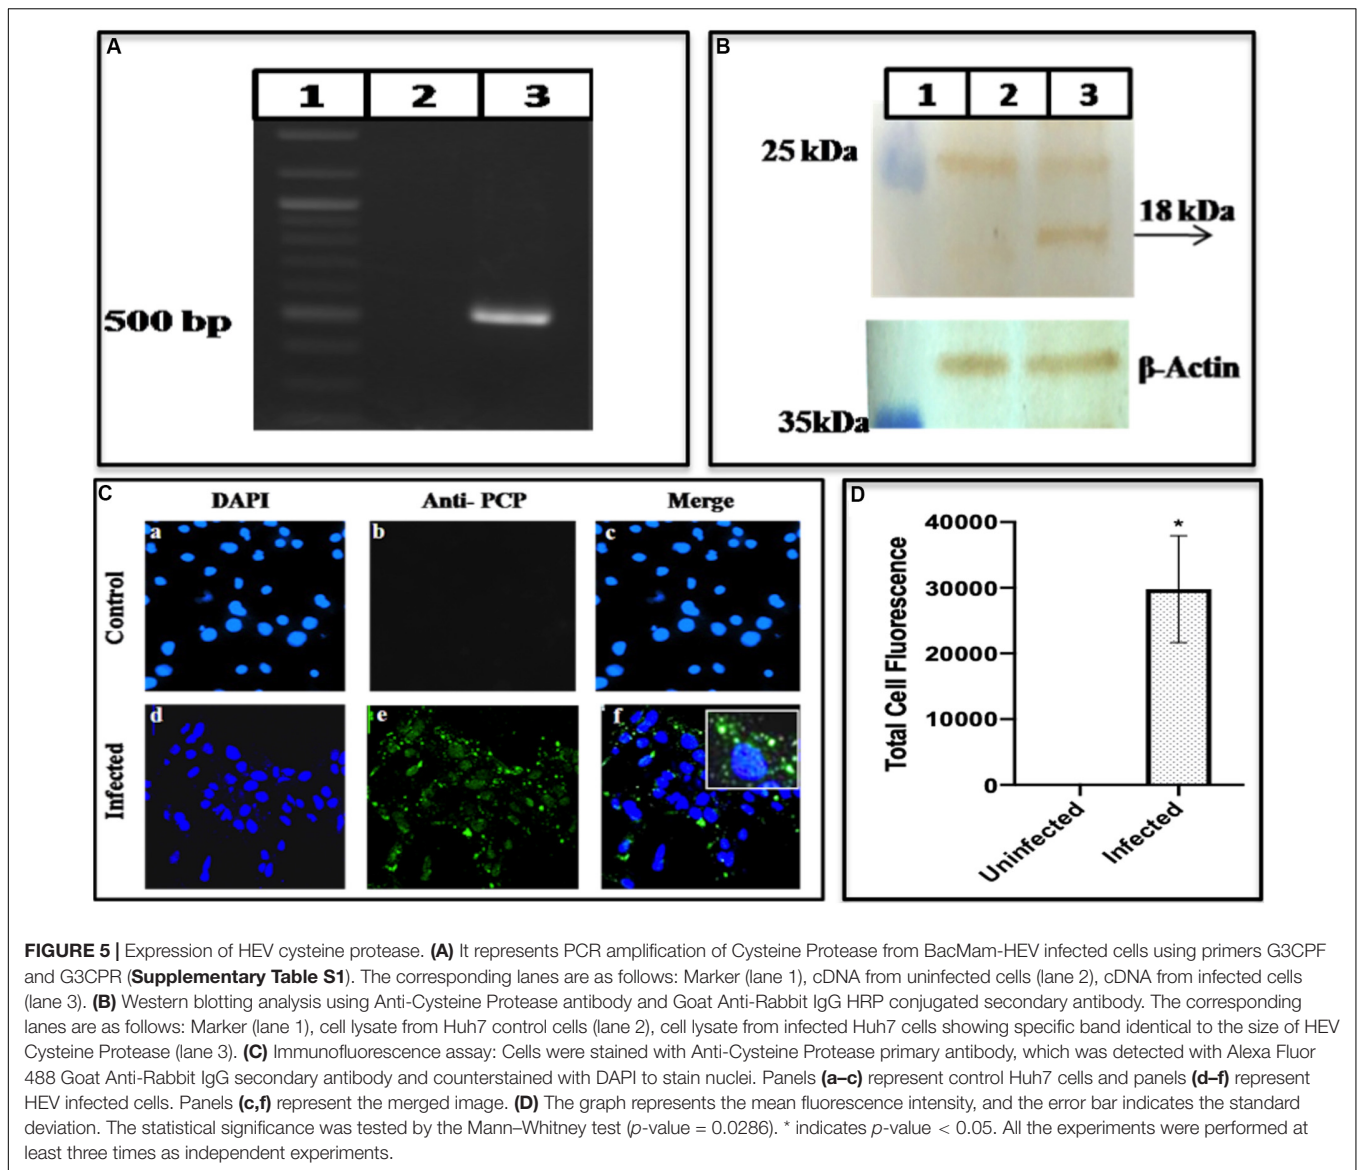 A
1 2 3
500 bp
B
1 2 3
25 kDa
18 kDa
β-Actin
35kDa
C
DAPI Anti- PCP Merge
Control
a b c
Infected
d e f
D
Total Cell Fluorescence
40000
30000
20000
10000
0
*
Uninfected
Infected
FIGURE 5 | Expression of HEV cysteine protease. (A) It represents PCR amplification of Cysteine Protease from BacMam-HEV infected cells using primers G3CPF
and G3CPR (Supplementary Table S1). The corresponding lanes are as follows: Marker (lane 1), cDNA from uninfected cells (lane 2), cDNA from infected cells
(lane 3). (B) Western blotting analysis using Anti-Cysteine Protease antibody and Goat Anti-Rabbit IgG HRP conjugated secondary antibody. The corresponding
lanes are as follows: Marker (lane 1), cell lysate from Huh7 control cells (lane 2), cell lysate from infected Huh7 cells showing specific band identical to the size of HEV
Cysteine Protease (lane 3). (C) Immunofluorescence assay: Cells were stained with Anti-Cysteine Protease primary antibody, which was detected with Alexa Fluor
488 Goat Anti-Rabbit IgG secondary antibody and counterstained with DAPI to stain nuclei. Panels (a–c) represent control Huh7 cells and panels (d–f) represent
HEV infected cells. Panels (c,f) represent the merged image. (D) The graph represents the mean fluorescence intensity, and the error bar indicates the standard
deviation. The statistical significance was tested by the Mann–Whitney test (p-value = 0.0286). * indicates p-value < 0.05. All the experiments were performed at
least three times as independent experiments.